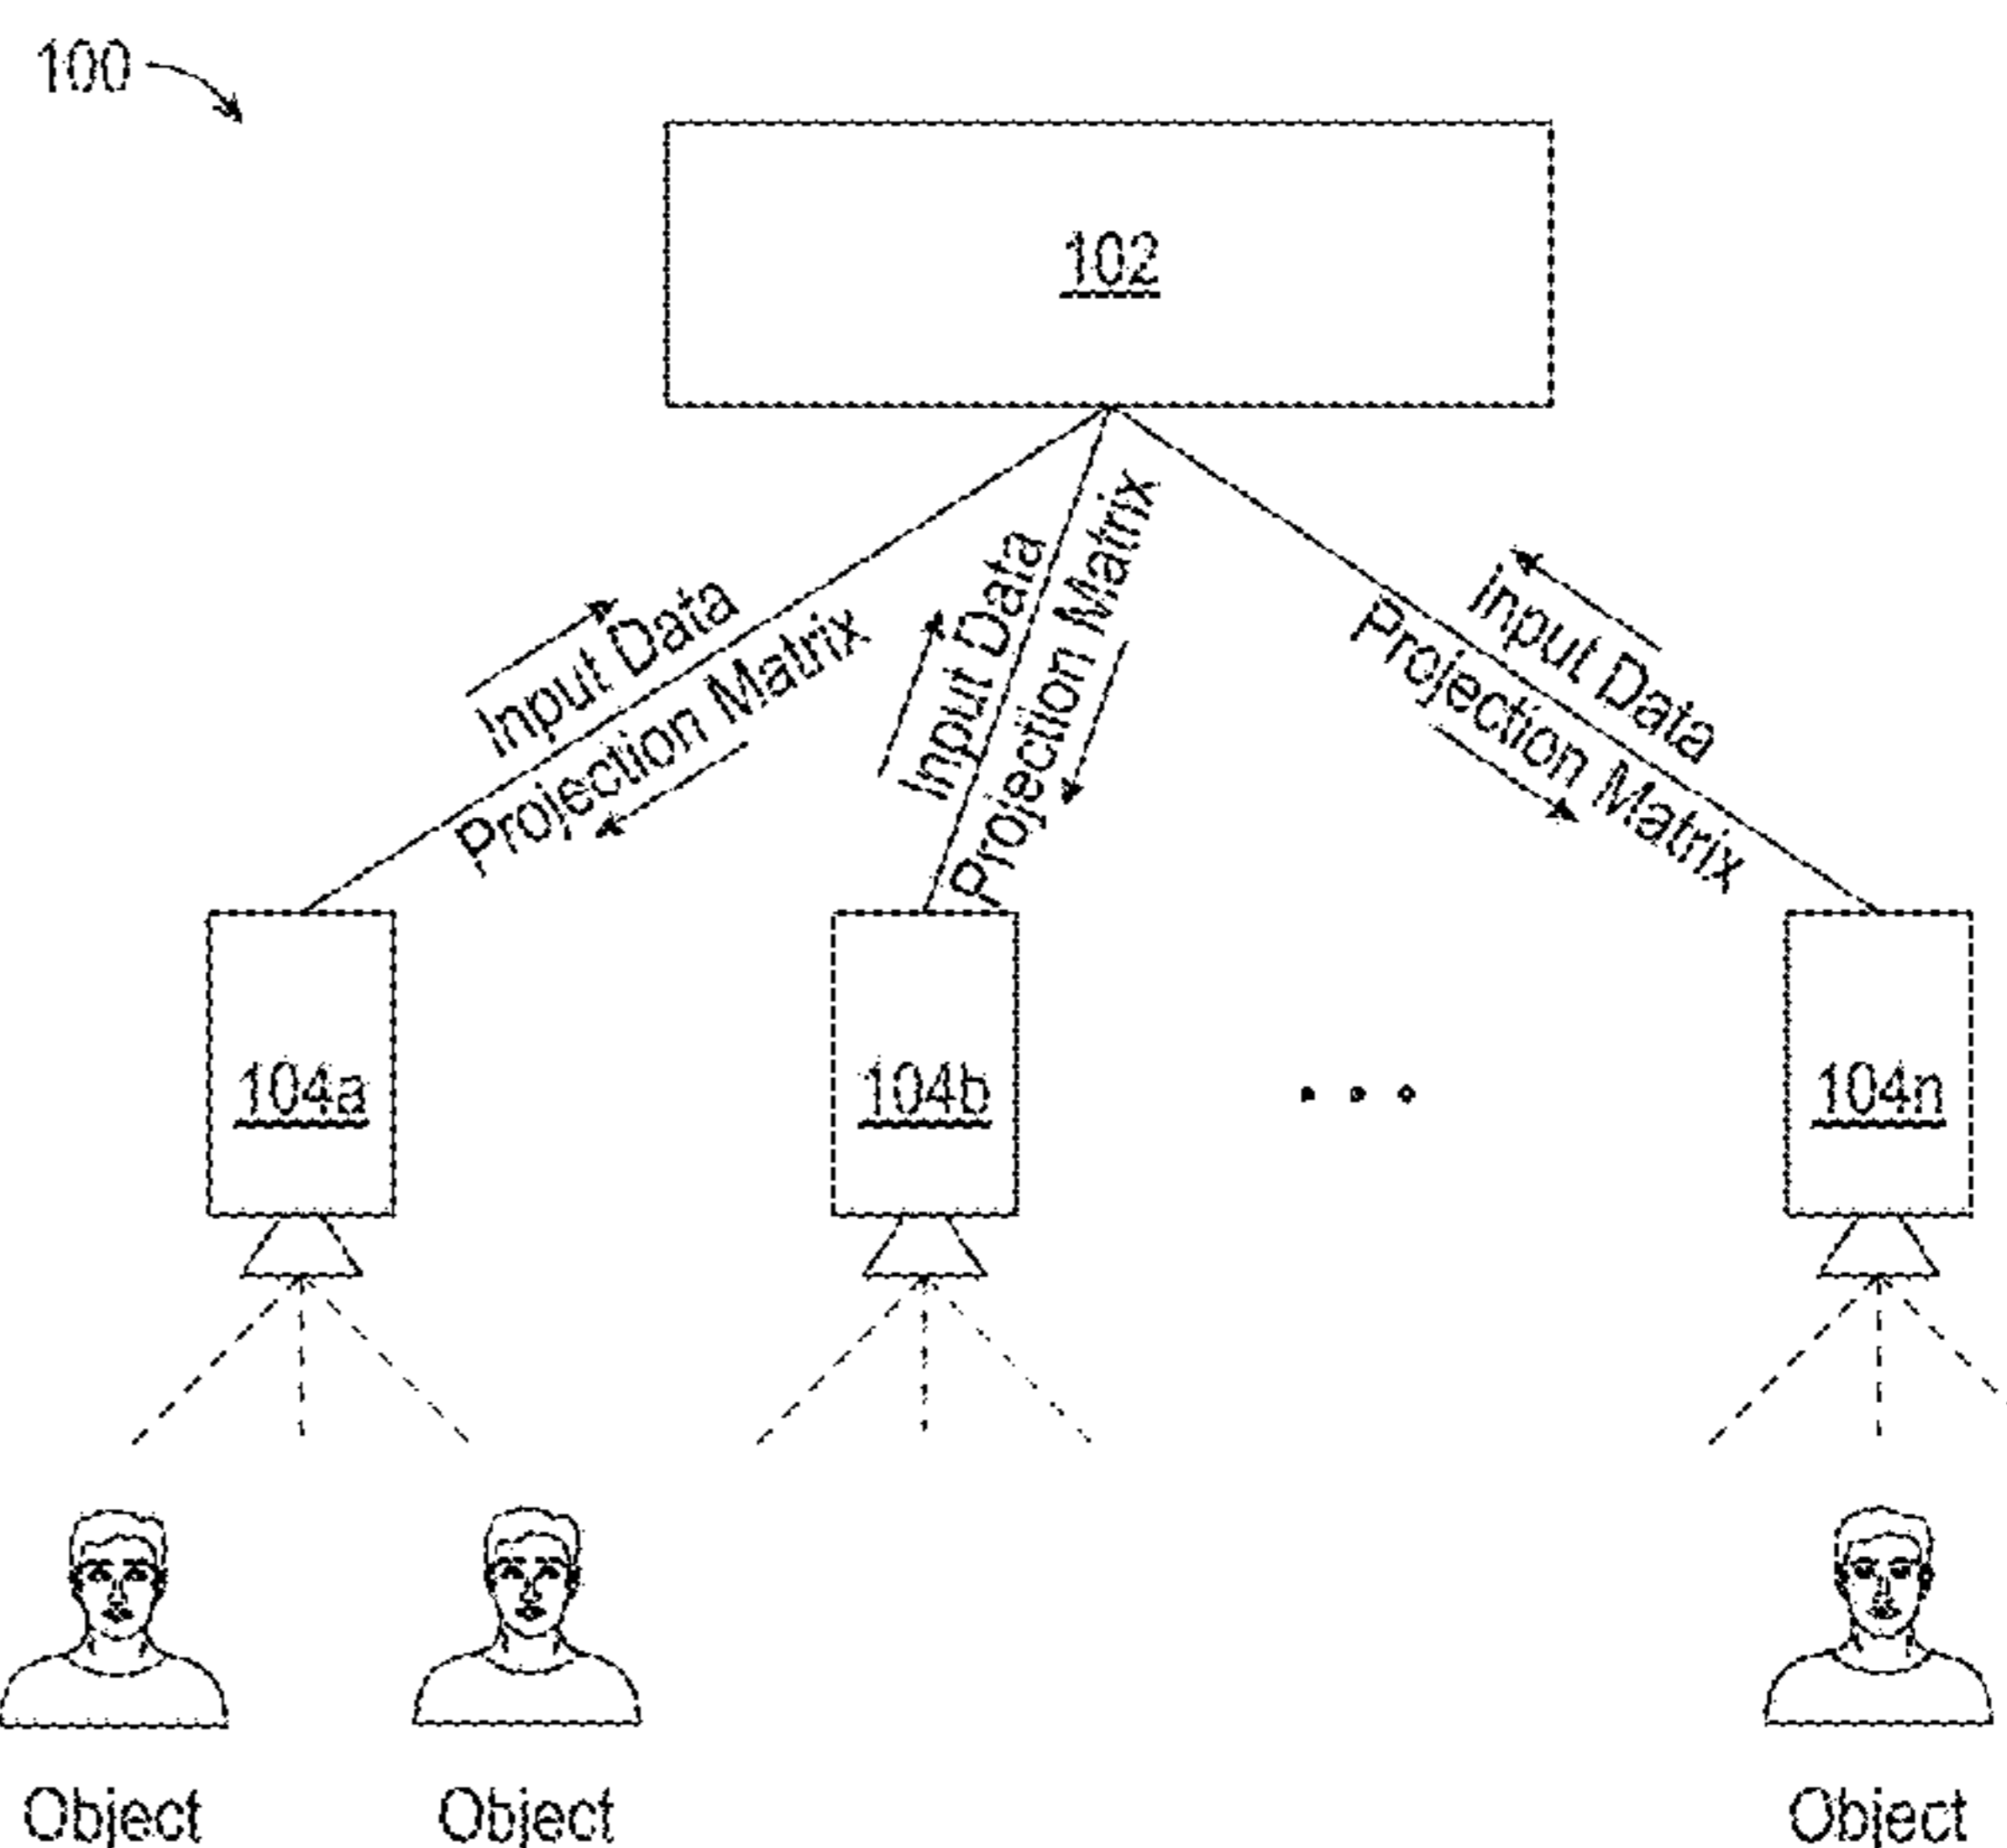 100
102
Input Data
Projection Matrix
Input Data
Projection Matrix
Input Data
Projection Matrix
104a
104b
104n
Object
Object
Object